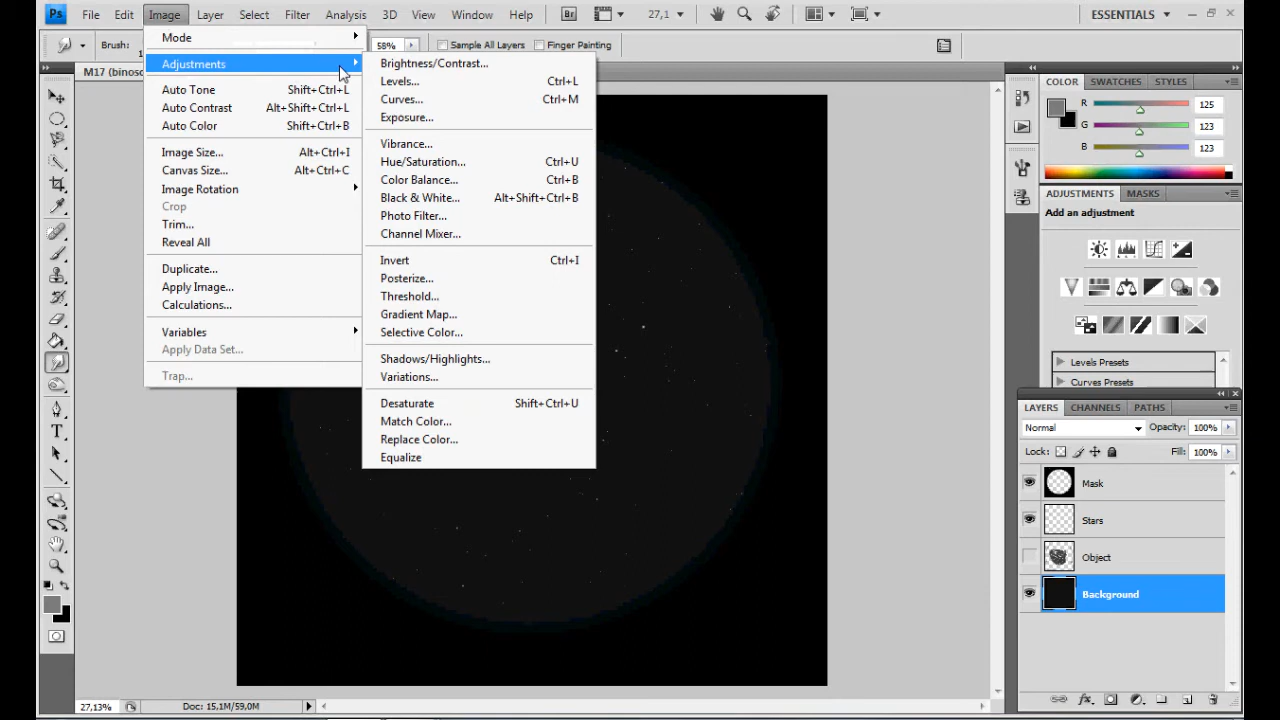 Ps File Edit Image Layer Select Filter Analysis 3D View Window Help Br 27,1 ESSENTIALS
Brush: 58% Sample All Layers Finger Painting
M17 (binos
Mode
Adjustments
Auto Tone Shift+Ctrl+L
Auto Contrast Alt+Shift+Ctrl+L
Auto Color Shift+Ctrl+B
Image Size... Alt+Ctrl+I
Canvas Size... Alt+Ctrl+C
Image Rotation
Crop
Trim...
Reveal All
Duplicate...
Apply Image...
Calculations...
Variables
Apply Data Set...
Trap...
Brightness/Contrast...
Levels... Ctrl+L
Curves... Ctrl+M
Exposure...
Vibrance...
Hue/Saturation... Ctrl+U
Color Balance... Ctrl+B
Black & White... Alt+Shift+Ctrl+B
Photo Filter...
Channel Mixer...
Invert Ctrl+I
Posterize...
Threshold...
Gradient Map...
Selective Color...
Shadows/Highlights...
Variations...
Desaturate Shift+Ctrl+U
Match Color...
Replace Color...
Equalize
COLOR SWATCHES STYLES
R 125
G 123
B 123
ADJUSTMENTS MASKS
Add an adjustment
Levels Presets
Curves Presets
LAYERS CHANNELS PATHS
Normal Opacity: 100%
Lock: Fill: 100%
Mask
Stars
Object
Background
27,13% Doc: 15,1M/59,0M